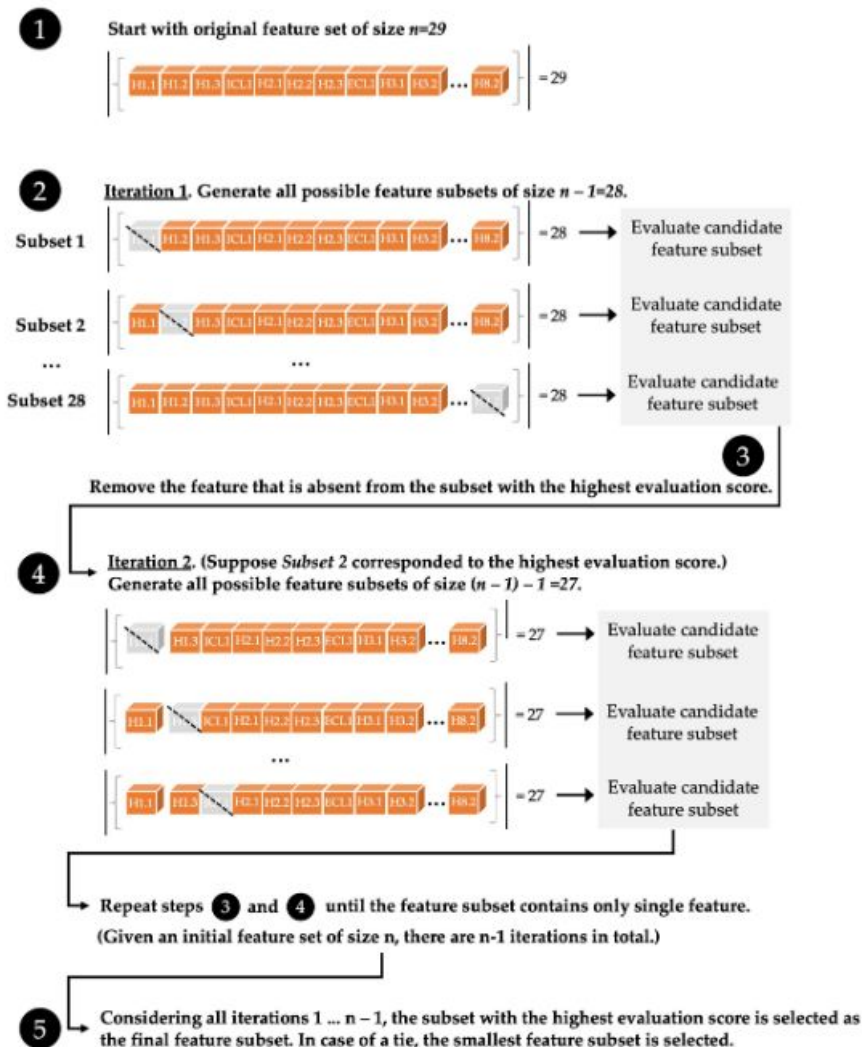 1
Start with original feature set of size n=29
H1.1 H1.2 H1.3 ICL1 H2.1 H2.2 H2.3 ECL1 H3.1 H3.2 ... H8.2 = 29
2
Iteration 1. Generate all possible feature subsets of size n – 1=28.
Subset 1
H1.2 H1.3 ICL1 H2.1 H2.2 H2.3 ECL1 H3.1 H3.2 ... H8.2 = 28
Evaluate candidate
feature subset
Subset 2
H1.1 H1.3 ICL1 H2.1 H2.2 H2.3 ECL1 H3.1 H3.2 ... H8.2 = 28
Evaluate candidate
feature subset
... ...
Subset 28
H1.1 H1.2 H1.3 ICL1 H2.1 H2.2 H2.3 ECL1 H3.1 H3.2 ... = 28
Evaluate candidate
feature subset
3
Remove the feature that is absent from the subset with the highest evaluation score.
4
Iteration 2. (Suppose Subset 2 corresponded to the highest evaluation score.)
Generate all possible feature subsets of size (n – 1) – 1 =27.
H1.3 ICL1 H2.1 H2.2 H2.3 ECL1 H3.1 H3.2 ... H8.2 = 27
Evaluate candidate
feature subset
H1.1 ICL1 H2.1 H2.2 H2.3 ECL1 H3.1 H3.2 ... H8.2 = 27
Evaluate candidate
feature subset
...
H1.1 H1.3 H2.1 H2.2 H2.3 ECL1 H3.1 H3.2 ... H8.2 = 27
Evaluate candidate
feature subset
Repeat steps 3 and 4 until the feature subset contains only single feature.
(Given an initial feature set of size n, there are n-1 iterations in total.)
5
Considering all iterations 1 ... n – 1, the subset with the highest evaluation score is selected as
the final feature subset. In case of a tie, the smallest feature subset is selected.